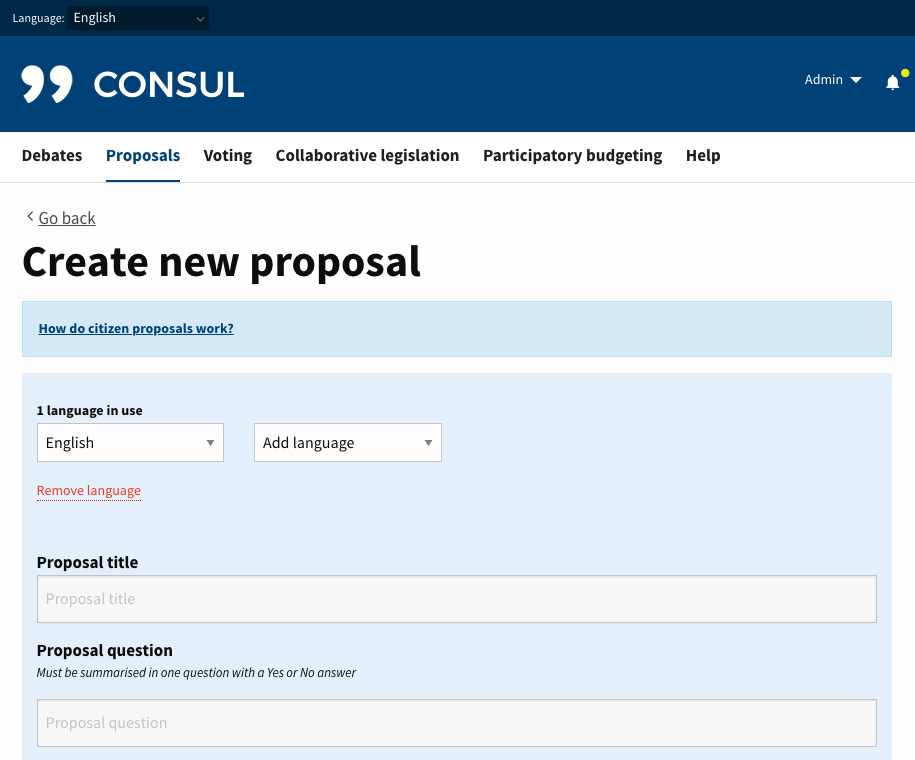 Language: English
CONSUL
Admin
Debates Proposals Voting Collaborative legislation Participatory budgeting Help
Go back
Create new proposal
How do citizen proposals work?
1 language in use
English Add language
Remove language
Proposal title
Proposal title
Proposal question
Must be summarised in one question with a Yes or No answer
Proposal question